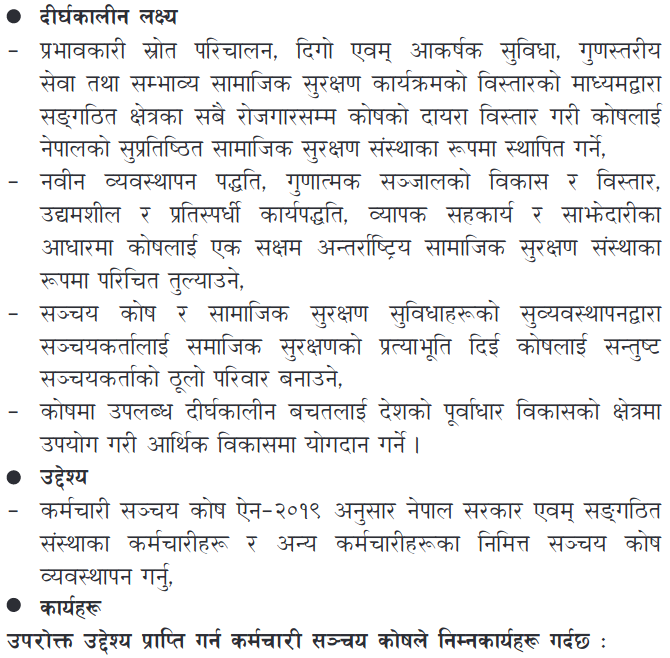 ● दीर्घकालीन लक्ष्य
– प्रभावकारी स्रोत परिचालन, दिगो एवम् आकर्षक सुविधा, गुणस्तरीय
सेवा तथा सम्भाव्य सामाजिक सुरक्षण कार्यक्रमको विस्तारको माध्यमद्वारा
सङ्गठित क्षेत्रका सबै रोजगारसम्म कोषको दायरा विस्तार गरी कोषलाई
नेपालको सुप्रतिष्ठित सामाजिक सुरक्षण संस्थाका रूपमा स्थापित गर्ने,
– नवीन व्यवस्थापन पद्धति, गुणात्मक सञ्जालको विकास र विस्तार,
उद्यमशील र प्रतिस्पर्धी कार्यपद्धति, व्यापक सहकार्य र साझेदारीका
आधारमा कोषलाई एक सक्षम अन्तर्राष्ट्रिय सामाजिक सुरक्षण संस्थाका
रूपमा परिचित तुल्याउने,
– सञ्चय कोष र सामाजिक सुरक्षण सुविधाहरूको सुव्यवस्थापनद्वारा
सञ्चयकर्तालाई समाजिक सुरक्षणको प्रत्याभूति दिई कोषलाई सन्तुष्ट
सञ्चयकर्ताको ठूलो परिवार बनाउने,
– कोषमा उपलब्ध दीर्घकालीन बचतलाई देशको पूर्वाधार विकासको क्षेत्रमा
उपयोग गरी आर्थिक विकासमा योगदान गर्ने ।
● उद्देश्य
– कर्मचारी सञ्चय कोष ऐन–२०१९ अनुसार नेपाल सरकार एवम् सङ्गठित
संस्थाका कर्मचारीहरू र अन्य कर्मचारीहरूका निमित्त सञ्चय कोष
व्यवस्थापन गर्नु,
● कार्यहरू
उपरोक्त उद्देश्य प्राप्ति गर्न कर्मचारी सञ्चय कोषले निम्नकार्यहरू गर्दछ :